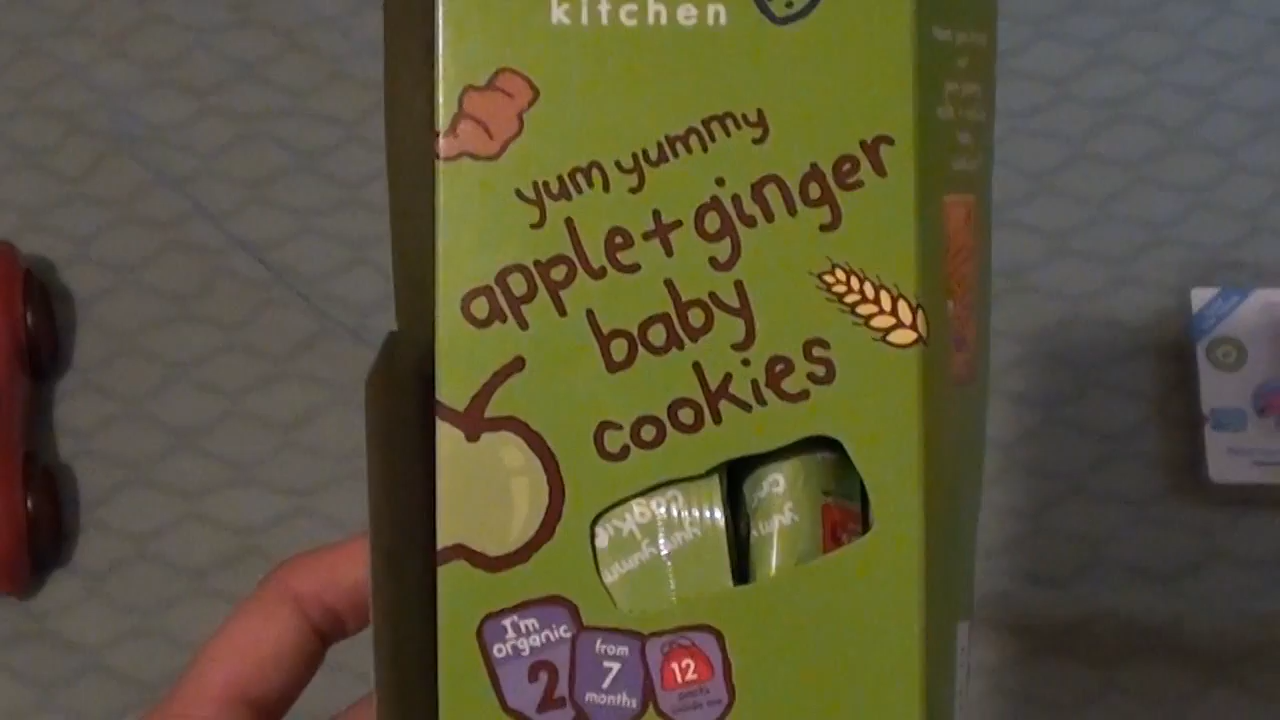 kitchen
yum yummy
apple+ginger
baby
cookies
cookie
yum yummy
yum
I'm
organic
2
from
7
months
12